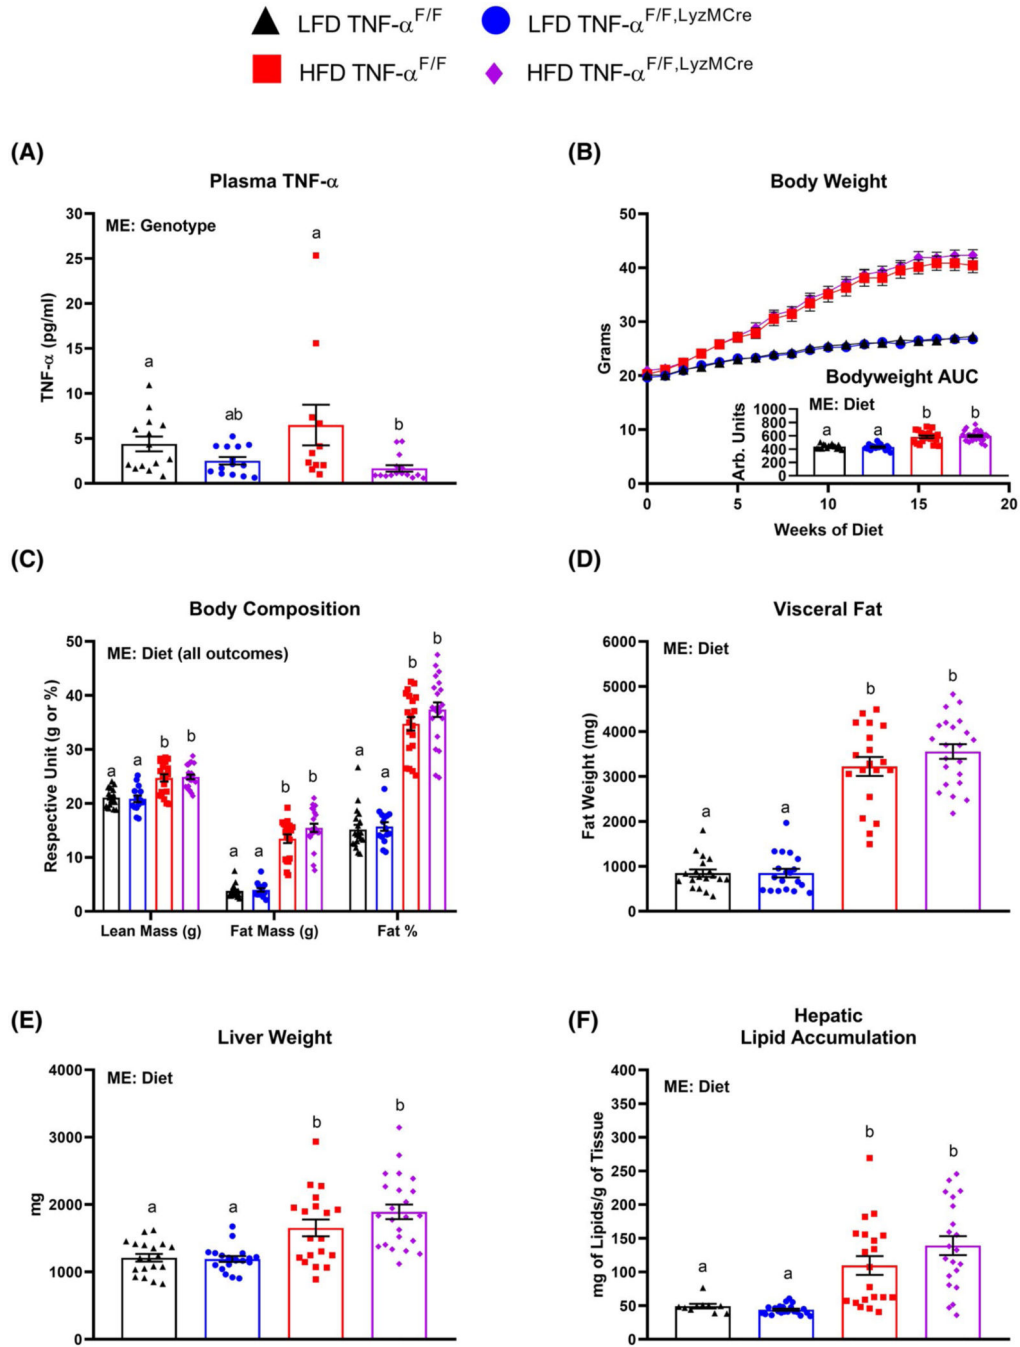 LFD TNF-α^F/F LFD TNF-α^F/F,LyzMCre
HFD TNF-α^F/F HFD TNF-α^F/F,LyzMCre
(A)
Plasma TNF-α
ME: Genotype
TNF-α (pg/ml)
30
25
20
15
10
5
0
a
ab
a
b
(B)
Body Weight
Grams
50
40
30
20
10
0
0 5 10 15 20
Weeks of Diet
Bodyweight AUC
ME: Diet
Arb. Units
1000
800
600
400
200
0
a a b b
(C)
Body Composition
ME: Diet (all outcomes)
Respective Unit (g or %)
50
40
30
20
10
0
a a b b
a a b b
a a b b
Lean Mass (g) Fat Mass (g) Fat %
(D)
Visceral Fat
ME: Diet
Fat Weight (mg)
6000
5000
4000
3000
2000
1000
0
a a b b
(E)
Liver Weight
ME: Diet
mg
4000
3000
2000
1000
0
a a b b
(F)
Hepatic
Lipid Accumulation
ME: Diet
mg of Lipids/g of Tissue
400
350
300
250
200
150
100
50
0
a a b b